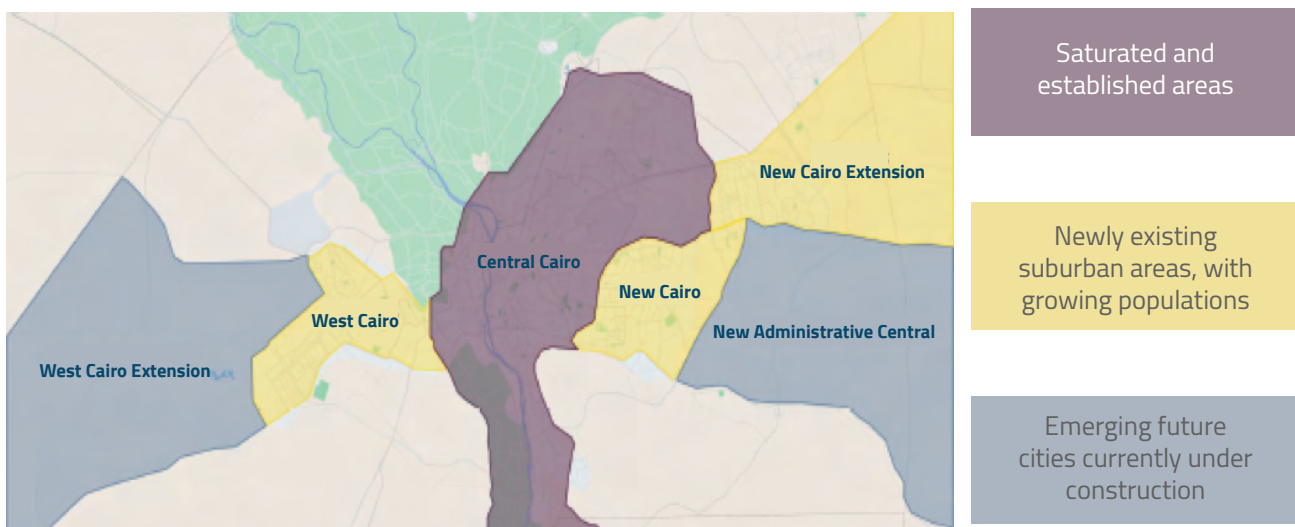 New Cairo Extension
Central Cairo
New Cairo
West Cairo
New Administrative Central
West Cairo Extension
Saturated and
established areas
Newly existing
suburban areas, with
growing populations
Emerging future
cities currently under
construction